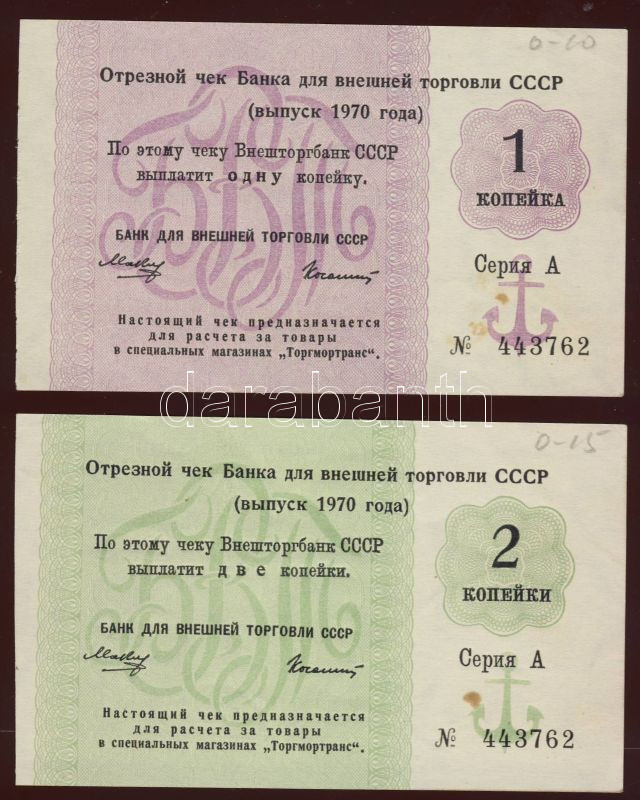 0-10
Отрезной чек Банка для внешней торговли СССР
(выпуск 1970 года)
По этому чеку Внешторгбанк СССР
выплатит одну копейку.
БАНК ДЛЯ ВНЕШНЕЙ ТОРГОВЛИ СССР
Настоящий чек предназначается
для расчета за товары
в специальных магазинах „Торгмортранс“.
1
КОПЕЙКА
Серия А
№ 443762
darabanth
0-15
Отрезной чек Банка для внешней торговли СССР
(выпуск 1970 года)
По этому чеку Внешторгбанк СССР
выплатит две копейки.
БАНК ДЛЯ ВНЕШНЕЙ ТОРГОВЛИ СССР
Настоящий чек предназначается
для расчета за товары
в специальных магазинах „Торгмортранс“.
2
КОПЕЙКИ
Серия А
№ 443762